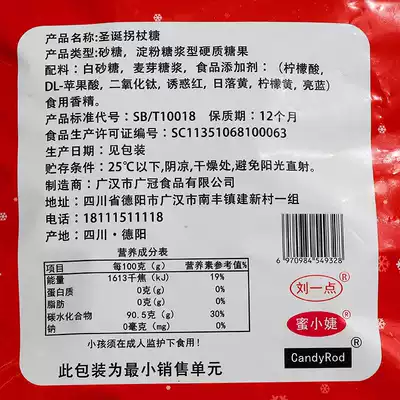 产品名称:圣诞拐杖糖
产品类型:砂糖,淀粉糖浆型硬质糖果
配料:白砂糖,麦芽糖浆,食品添加剂:(柠檬酸,
DL-苹果酸,二氧化钛,诱惑红,日落黄,柠檬黄,亮蓝)
食用香精。
产品标准代号:SB/T10018 保质期:12个月
食品生产许可证编号:SC11351068100063
生产日期:见包装
贮存条件:25℃以下,阴凉,干燥处,避免阳光直射。
制造商:广汉市广冠食品有限公司
地址:四川省德阳市广汉市南丰镇建新村一组
电话:18111511118
产地:四川·德阳
营养成分表
项目 每100克(g) 营养素参考值%
能量 1613千焦(kJ) 19%
蛋白质 0克(g) 0%
脂肪 0克(g) 0%
碳水化合物 90.5克(g) 30%
钠 0毫克(mg) 0%
小孩须在成人监护下食用!
此包装为最小销售单元
6 970984 549328
刘一点®
蜜小婕®
CandyRod®